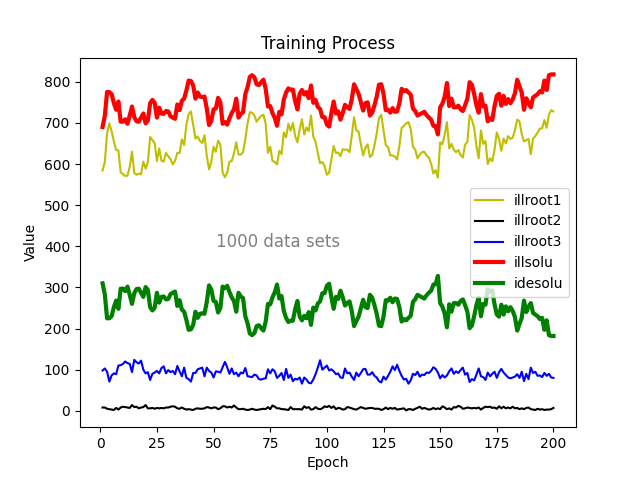 Training Process
800
700
600
500
400
300
200
100
0
Value
1000 data sets
illroot1
illroot2
illroot3
illsolu
idesolu
0 25 50 75 100 125 150 175 200
Epoch